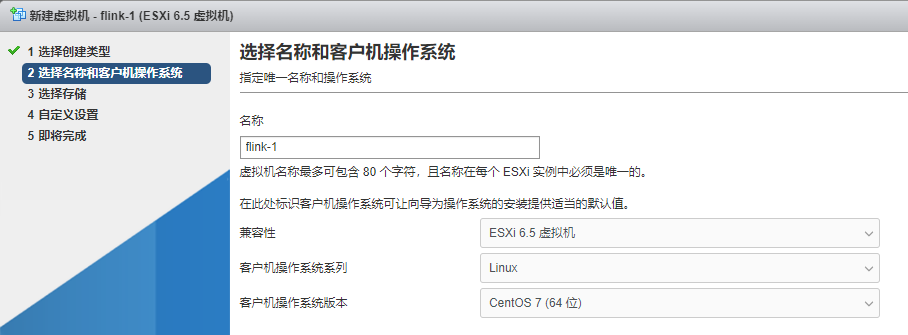 新建虚拟机 - flink-1 (ESXi 6.5 虚拟机)
1 选择创建类型
2 选择名称和客户机操作系统
3 选择存储
4 自定义设置
5 即将完成
选择名称和客户机操作系统
指定唯一名称和操作系统
名称
flink-1
虚拟机名称最多可包含 80 个字符，且名称在每个 ESXi 实例中必须是唯一的。
在此处标识客户机操作系统可让向导为操作系统的安装提供适当的默认值。
兼容性 ESXi 6.5 虚拟机
客户机操作系统系列 Linux
客户机操作系统版本 CentOS 7 (64 位)